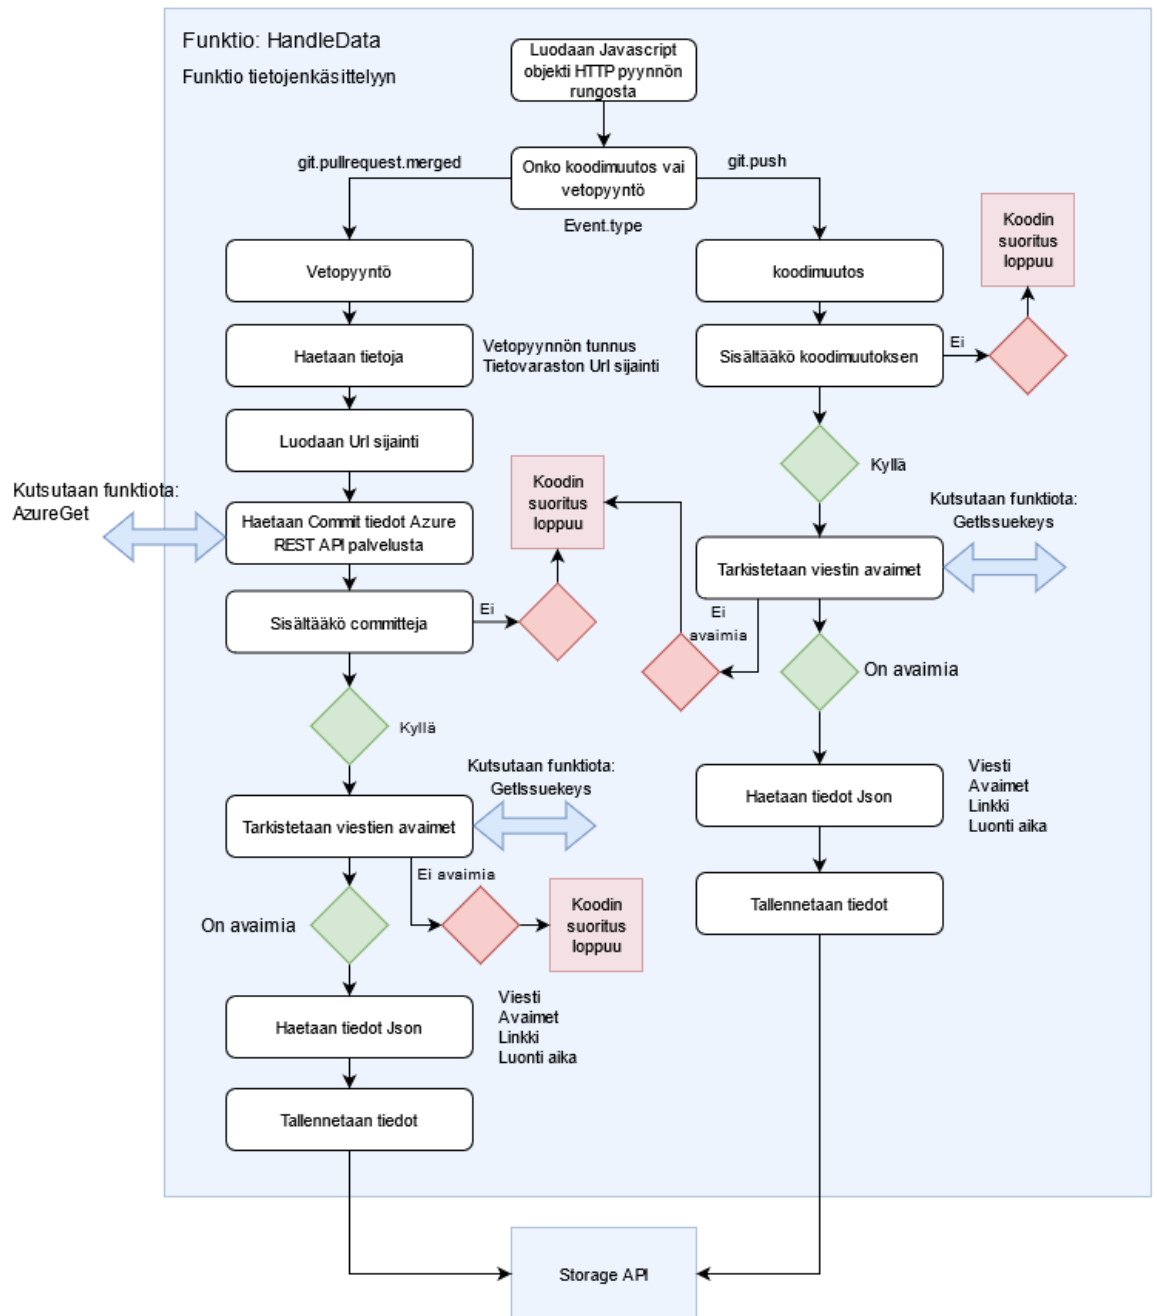 Funktio: HandleData
Funktio tietojenkäsittelyyn
Luodaan Javascript
objekti HTTP pyynnön
rungosta
git.pullrequest.merged
Onko koodimuutos vai
vetopyyntö
git.push
Event.type
Koodin
suoritus
loppuu
Vetopyyntö
koodimuutos
Haetaan tietoja
Vetopyynnön tunnus
Tietovaraston Url sijainti
Sisältääkö koodimuutoksen
Ei
Luodaan Url sijainti
Kyllä
Koodin
suoritus
loppuu
Kutsutaan funktiota:
AzureGet
Haetaan Commit tiedot Azure
REST API palvelusta
Kutsutaan funktiota:
GetIssuekeys
Tarkistetaan viestin avaimet
Sisältääkö committeja
Ei
Ei
avaimia
On avaimia
Kyllä
Kutsutaan funktiota:
GetIssuekeys
Haetaan tiedot Json
Viesti
Avaimet
Linkki
Luonti aika
Tarkistetaan viestien avaimet
Ei avaimia
On avaimia
Koodin
suoritus
loppuu
Tallennetaan tiedot
Haetaan tiedot Json
Viesti
Avaimet
Linkki
Luonti aika
Tallennetaan tiedot
Storage API